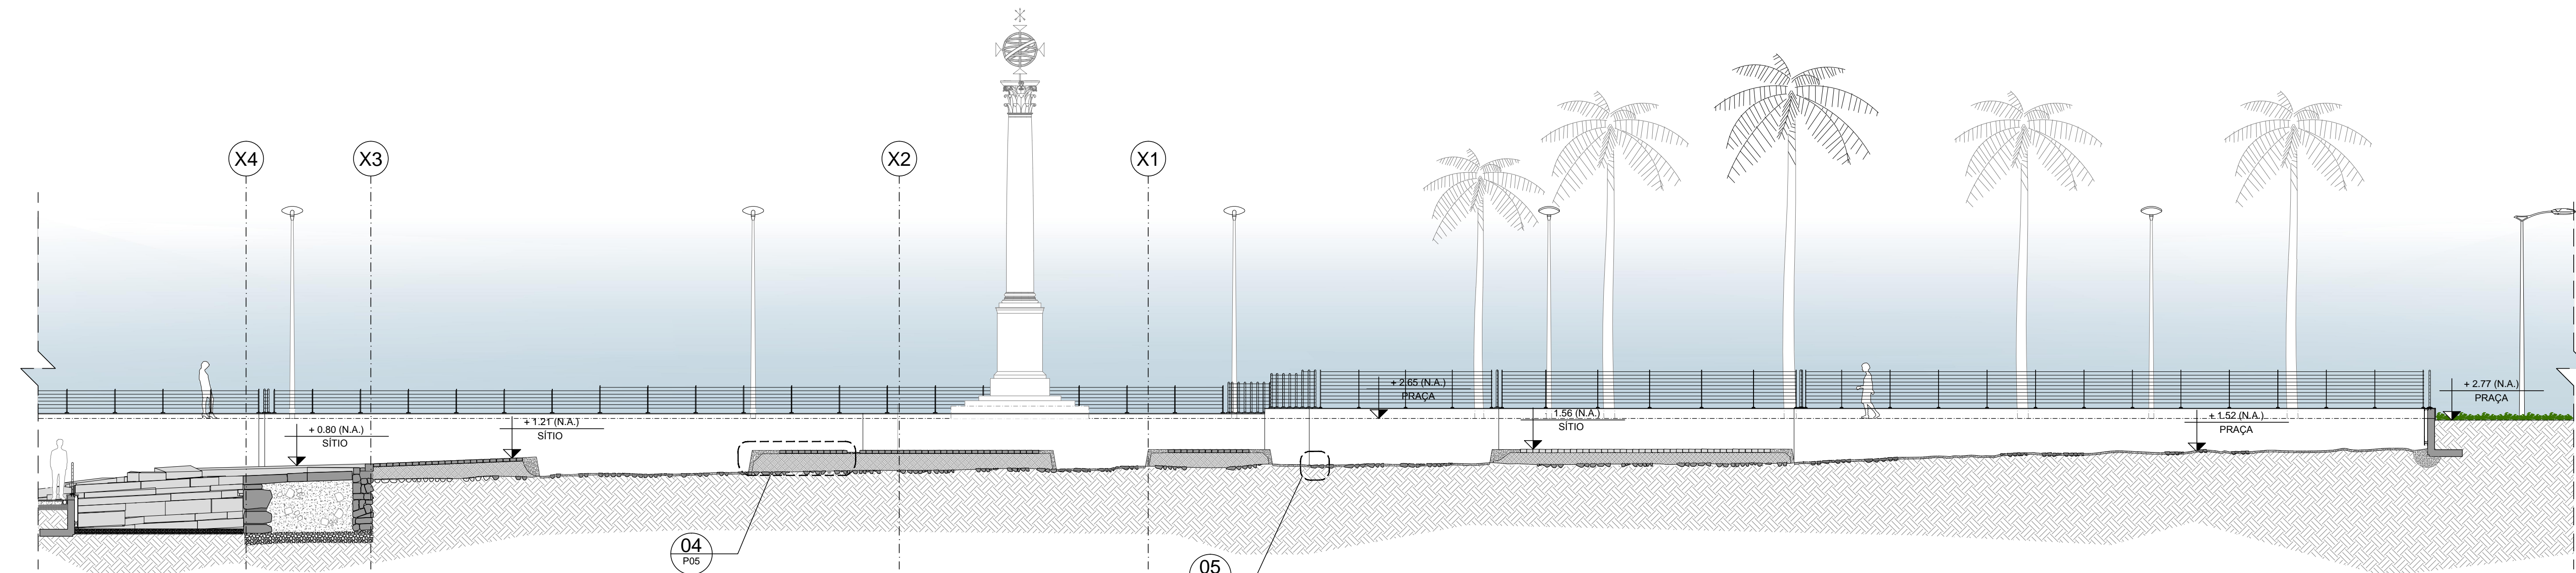 X4
X3
X2
X1
+ 2.65 (N.A.)
PRAÇA
+ 2.77 (N.A.)
PRAÇA
+ 0.80 (N.A.)
SÍTIO
+ 1.21 (N.A.)
SÍTIO
1.56 (N.A.)
SÍTIO
+ 1.52 (N.A.)
PRAÇA
04
P05
05